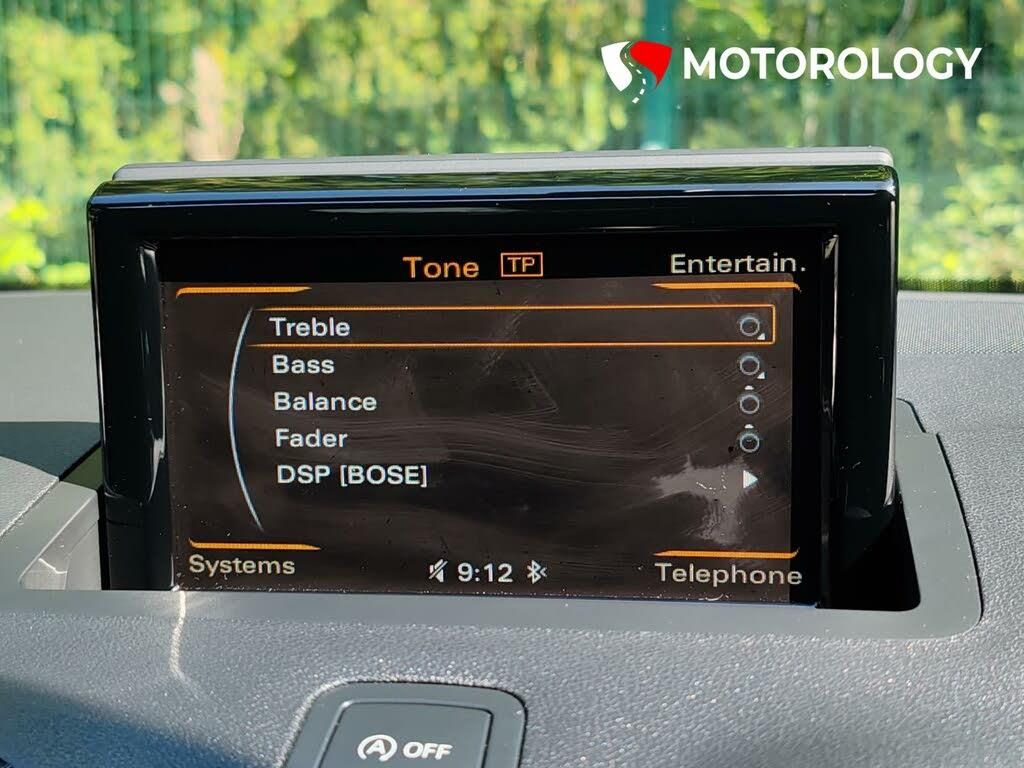 MOTOROLOGY
Tone TP Entertain.
Treble
Bass
Balance
Fader
DSP [BOSE]
Systems 9:12 Telephone
A OFF